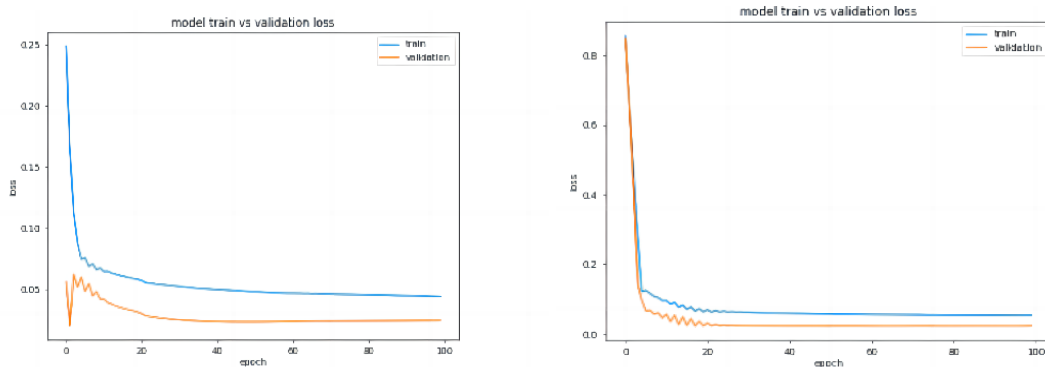 model train vs validation loss
train
validation
0.25
0.20
0.15
0.10
0.05
loss
0 20 40 60 80 100
epoch
model train vs validation loss
train
validation
0.8
0.6
0.4
0.2
0.0
loss
0 20 40 60 80 100
epoch